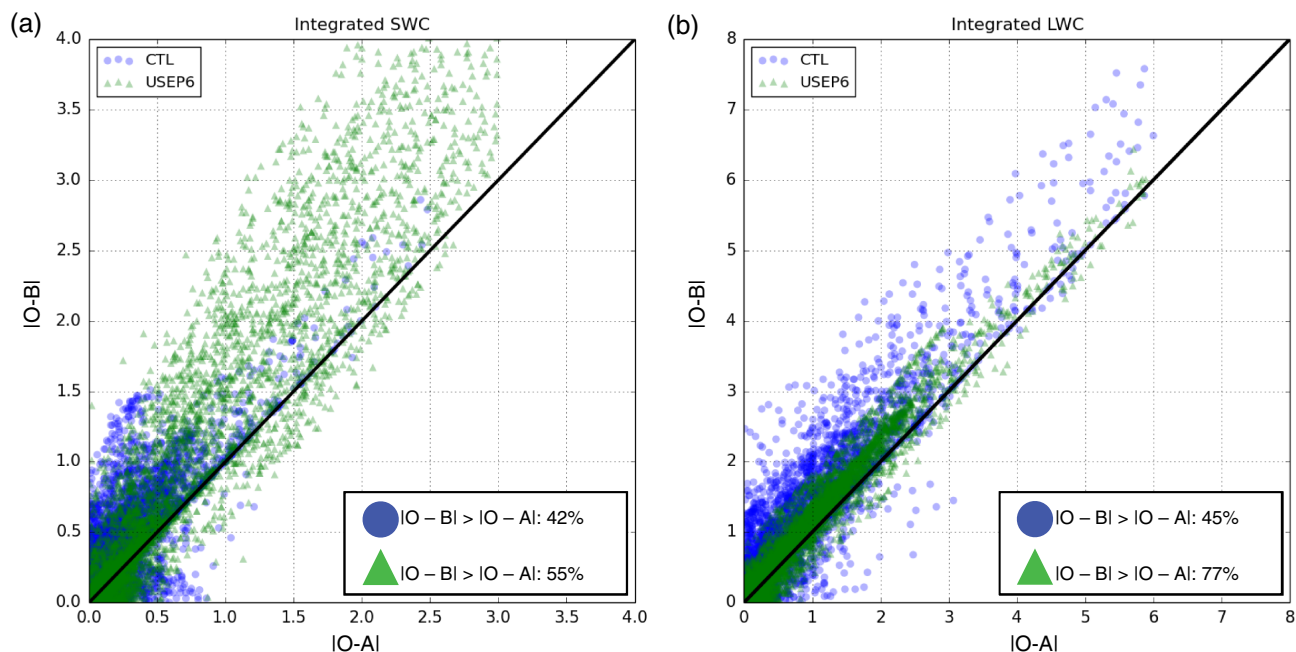 (a)
Integrated SWC
CTL
USEP6
4.0
3.5
3.0
2.5
2.0
1.5
1.0
0.5
0.0
|O-B|
|O – B| > |O – A|: 42%
|O – B| > |O – A|: 55%
0.0 0.5 1.0 1.5 2.0 2.5 3.0 3.5 4.0
|O-A|
(b)
Integrated LWC
CTL
USEP6
8
7
6
5
4
3
2
1
0
|O-B|
|O – B| > |O – A|: 45%
|O – B| > |O – A|: 77%
0 1 2 3 4 5 6 7 8
|O-A|